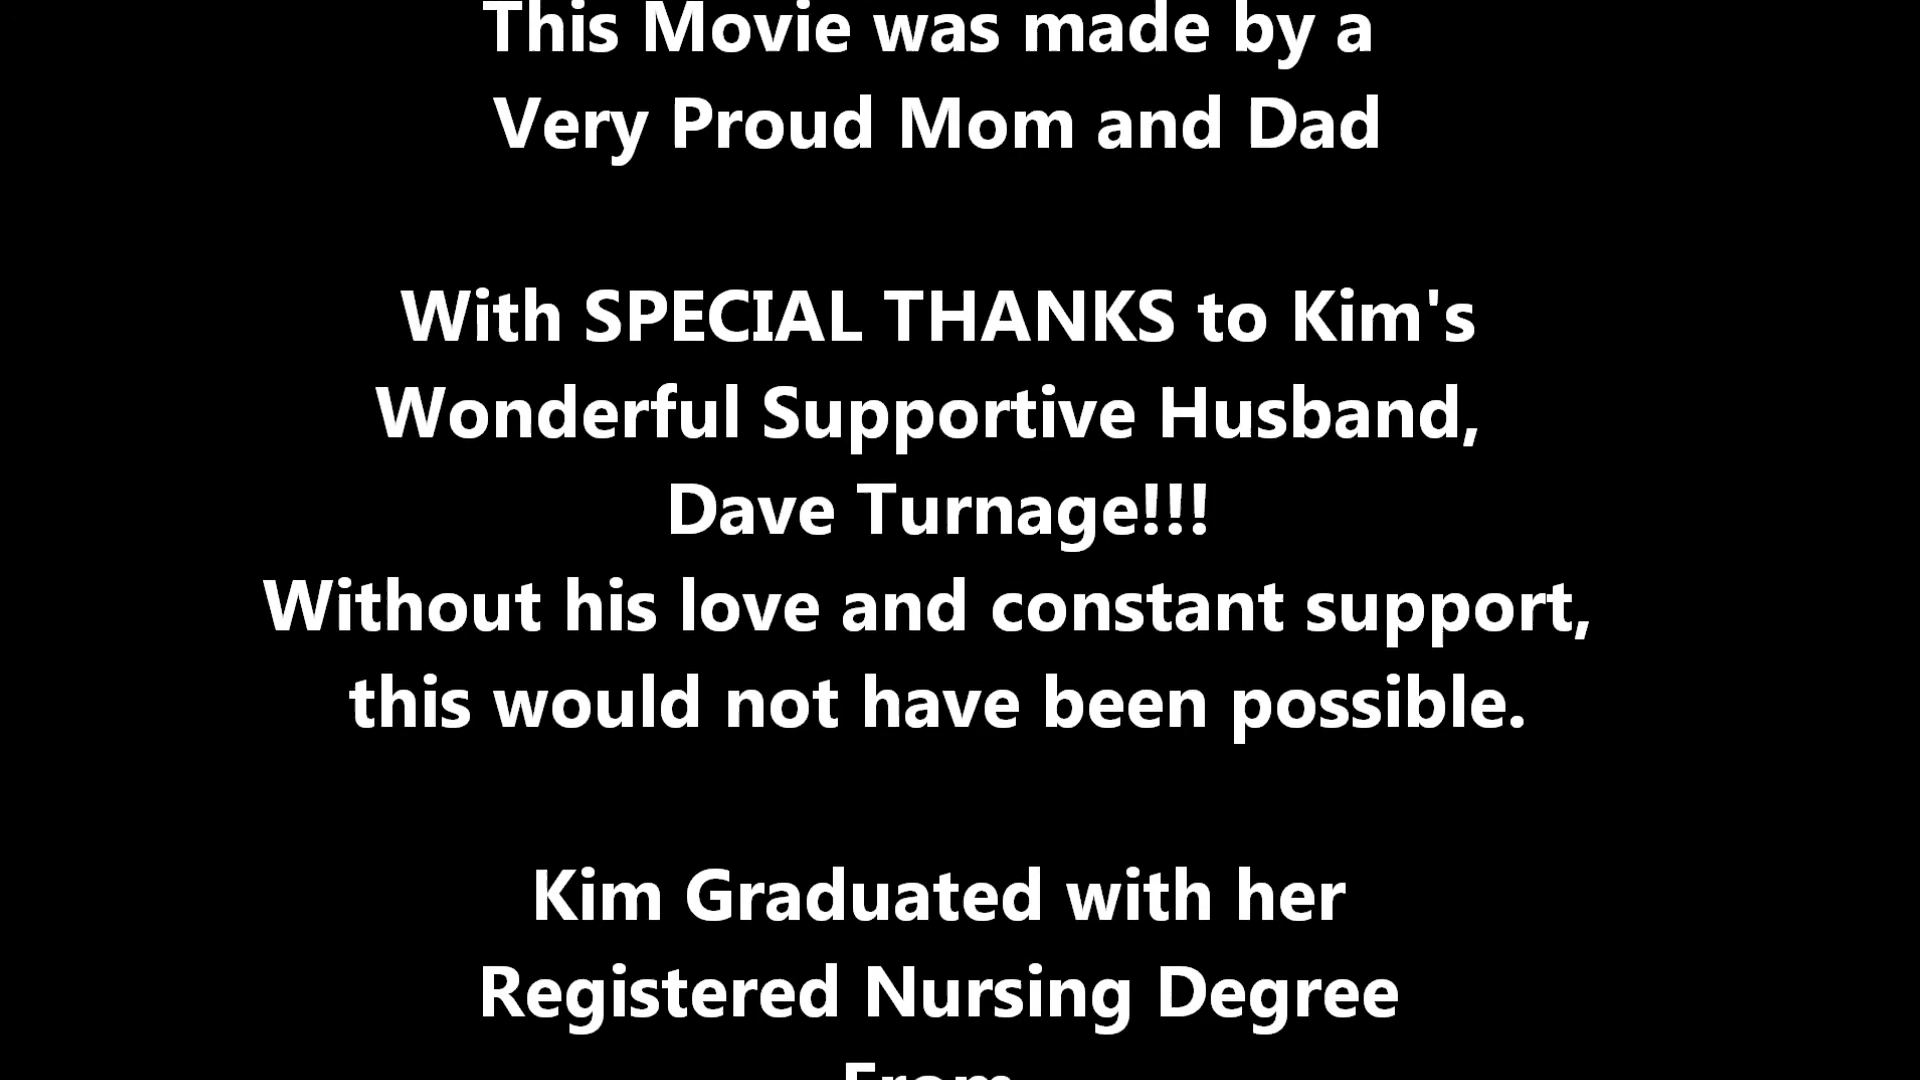 This Movie was made by a
Very Proud Mom and Dad
With SPECIAL THANKS to Kim's
Wonderful Supportive Husband,
Dave Turnage!!!
Without his love and constant support,
this would not have been possible.
Kim Graduated with her
Registered Nursing Degree
From